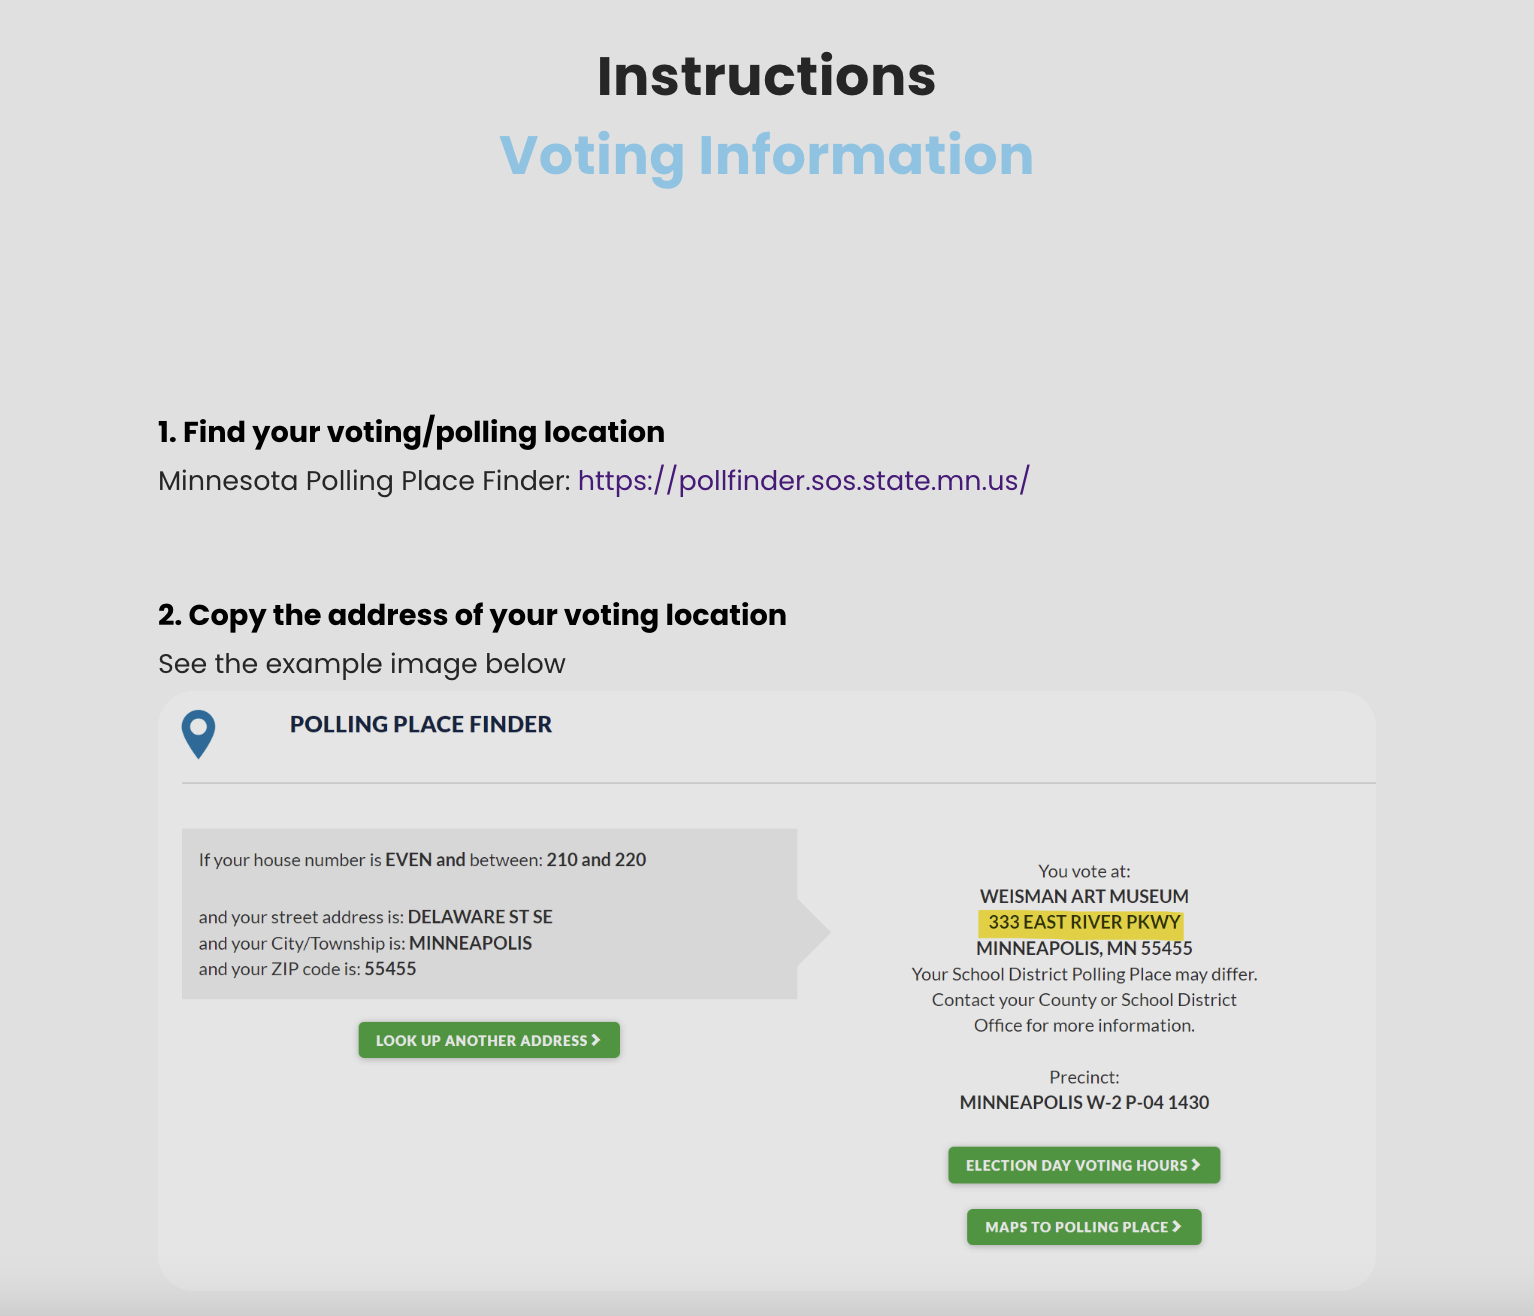 Instructions
Voting Information
1. Find your voting/polling location
Minnesota Polling Place Finder: https://pollfinder.sos.state.mn.us/
2. Copy the address of your voting location
See the example image below
POLLING PLACE FINDER
If your house number is EVEN and between: 210 and 220
and your street address is: DELAWARE ST SE
and your City/Township is: MINNEAPOLIS
and your ZIP code is: 55455
LOOK UP ANOTHER ADDRESS
You vote at:
WEISMAN ART MUSEUM
333 EAST RIVER PKWY
MINNEAPOLIS, MN 55455
Your School District Polling Place may differ.
Contact your County or School District
Office for more information.
Precinct:
MINNEAPOLIS W-2 P-04 1430
ELECTION DAY VOTING HOURS
MAPS TO POLLING PLACE